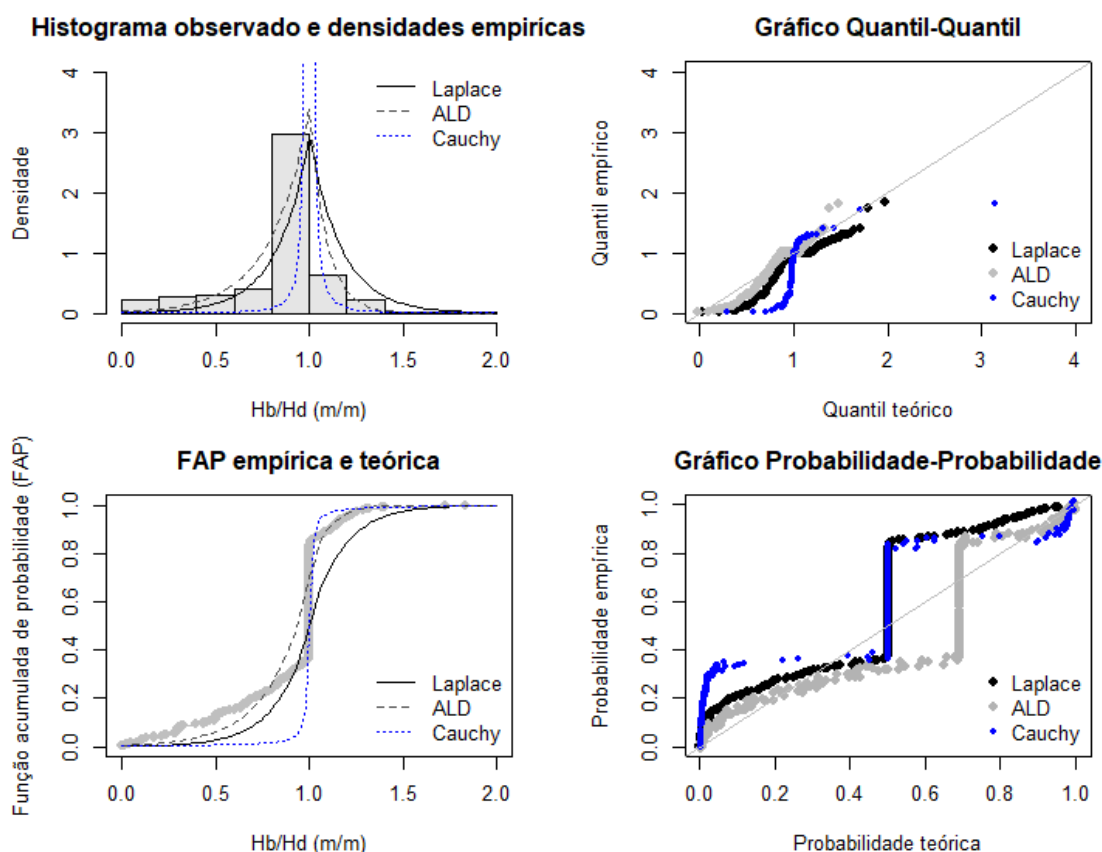 Histograma observado e densidades empíricas
Densidade
0 1 2 3 4
Laplace
ALD
Cauchy
0.0 0.5 1.0 1.5 2.0
Hb/Hd (m/m)
Gráfico Quantil-Quantil
Quantil empírico
0 1 2 3 4
Laplace
ALD
Cauchy
0 1 2 3 4
Quantil teórico
FAP empírica e teórica
Função acumulada de probabilidade (FAP)
0.0 0.2 0.4 0.6 0.8 1.0
Laplace
ALD
Cauchy
0.0 0.5 1.0 1.5 2.0
Hb/Hd (m/m)
Gráfico Probabilidade-Probabilidade
Probabilidade empírica
0.0 0.2 0.4 0.6 0.8 1.0
Laplace
ALD
Cauchy
0.0 0.2 0.4 0.6 0.8 1.0
Probabilidade teórica